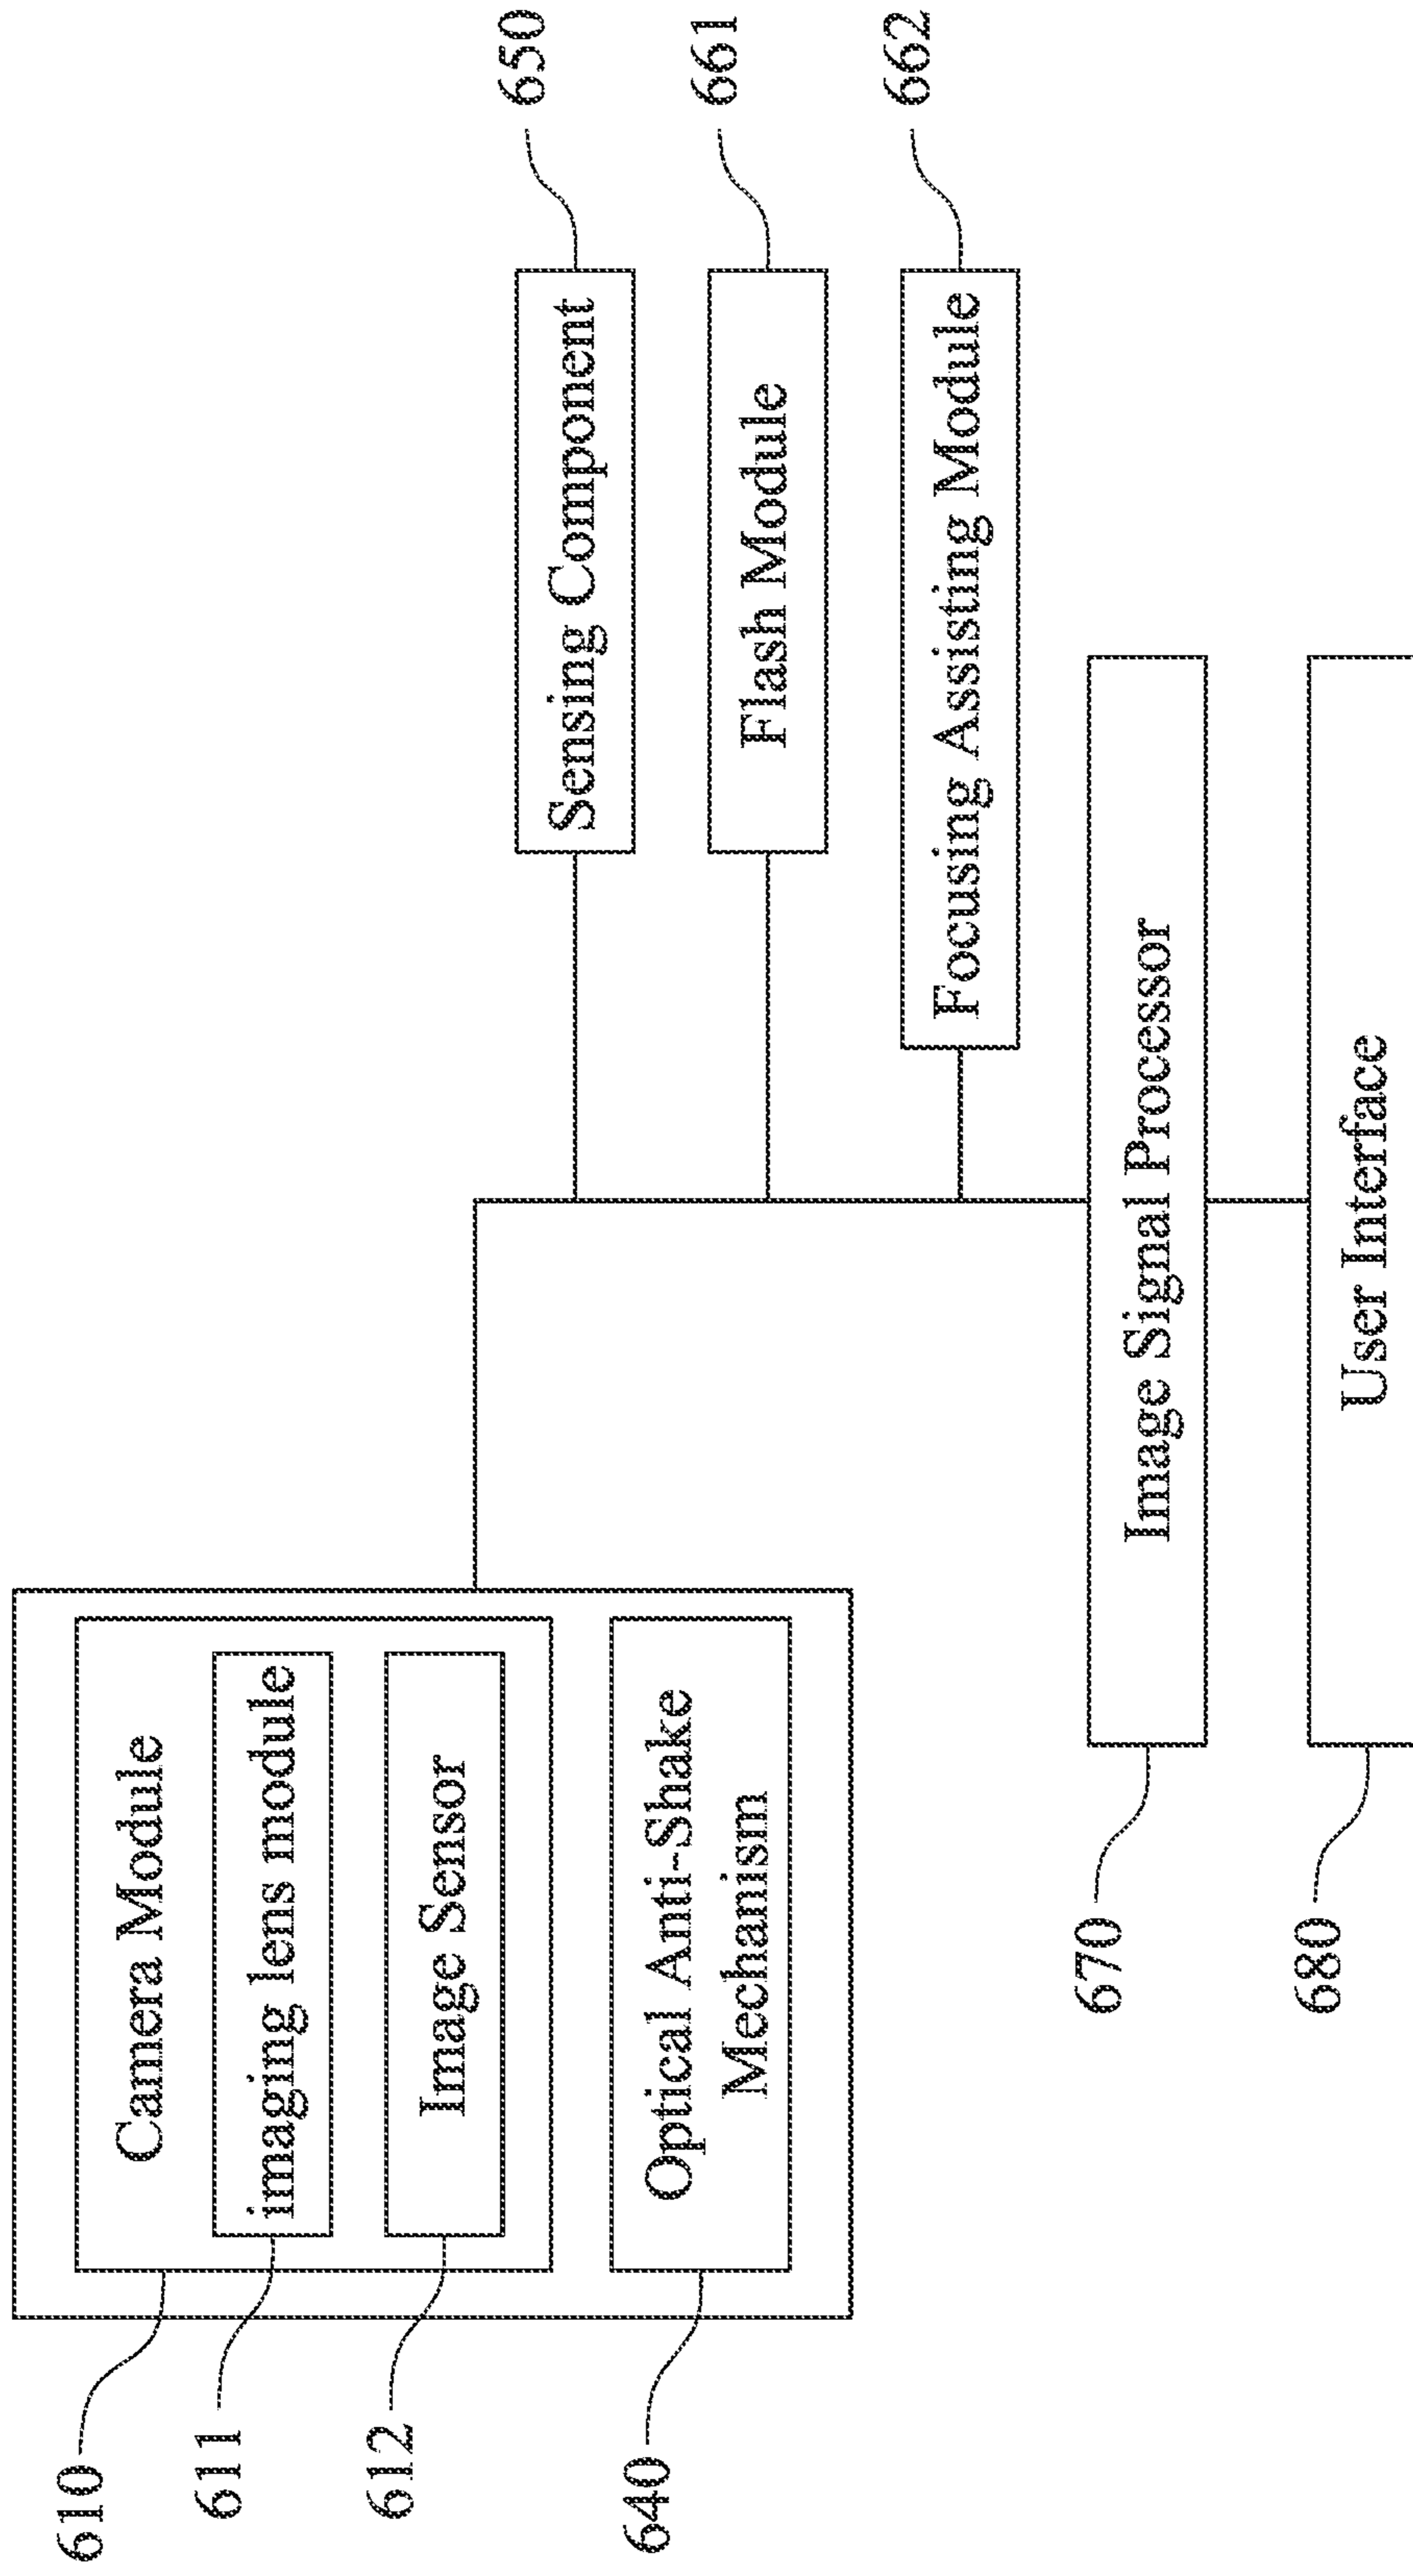 610
Camera Module
611
imaging lens module
612
Image Sensor
640
Optical Anti-Shake
Mechanism
650
Sensing Component
661
Flash Module
662
Focusing Assisting Module
670
Image Signal Processor
680
User Interface